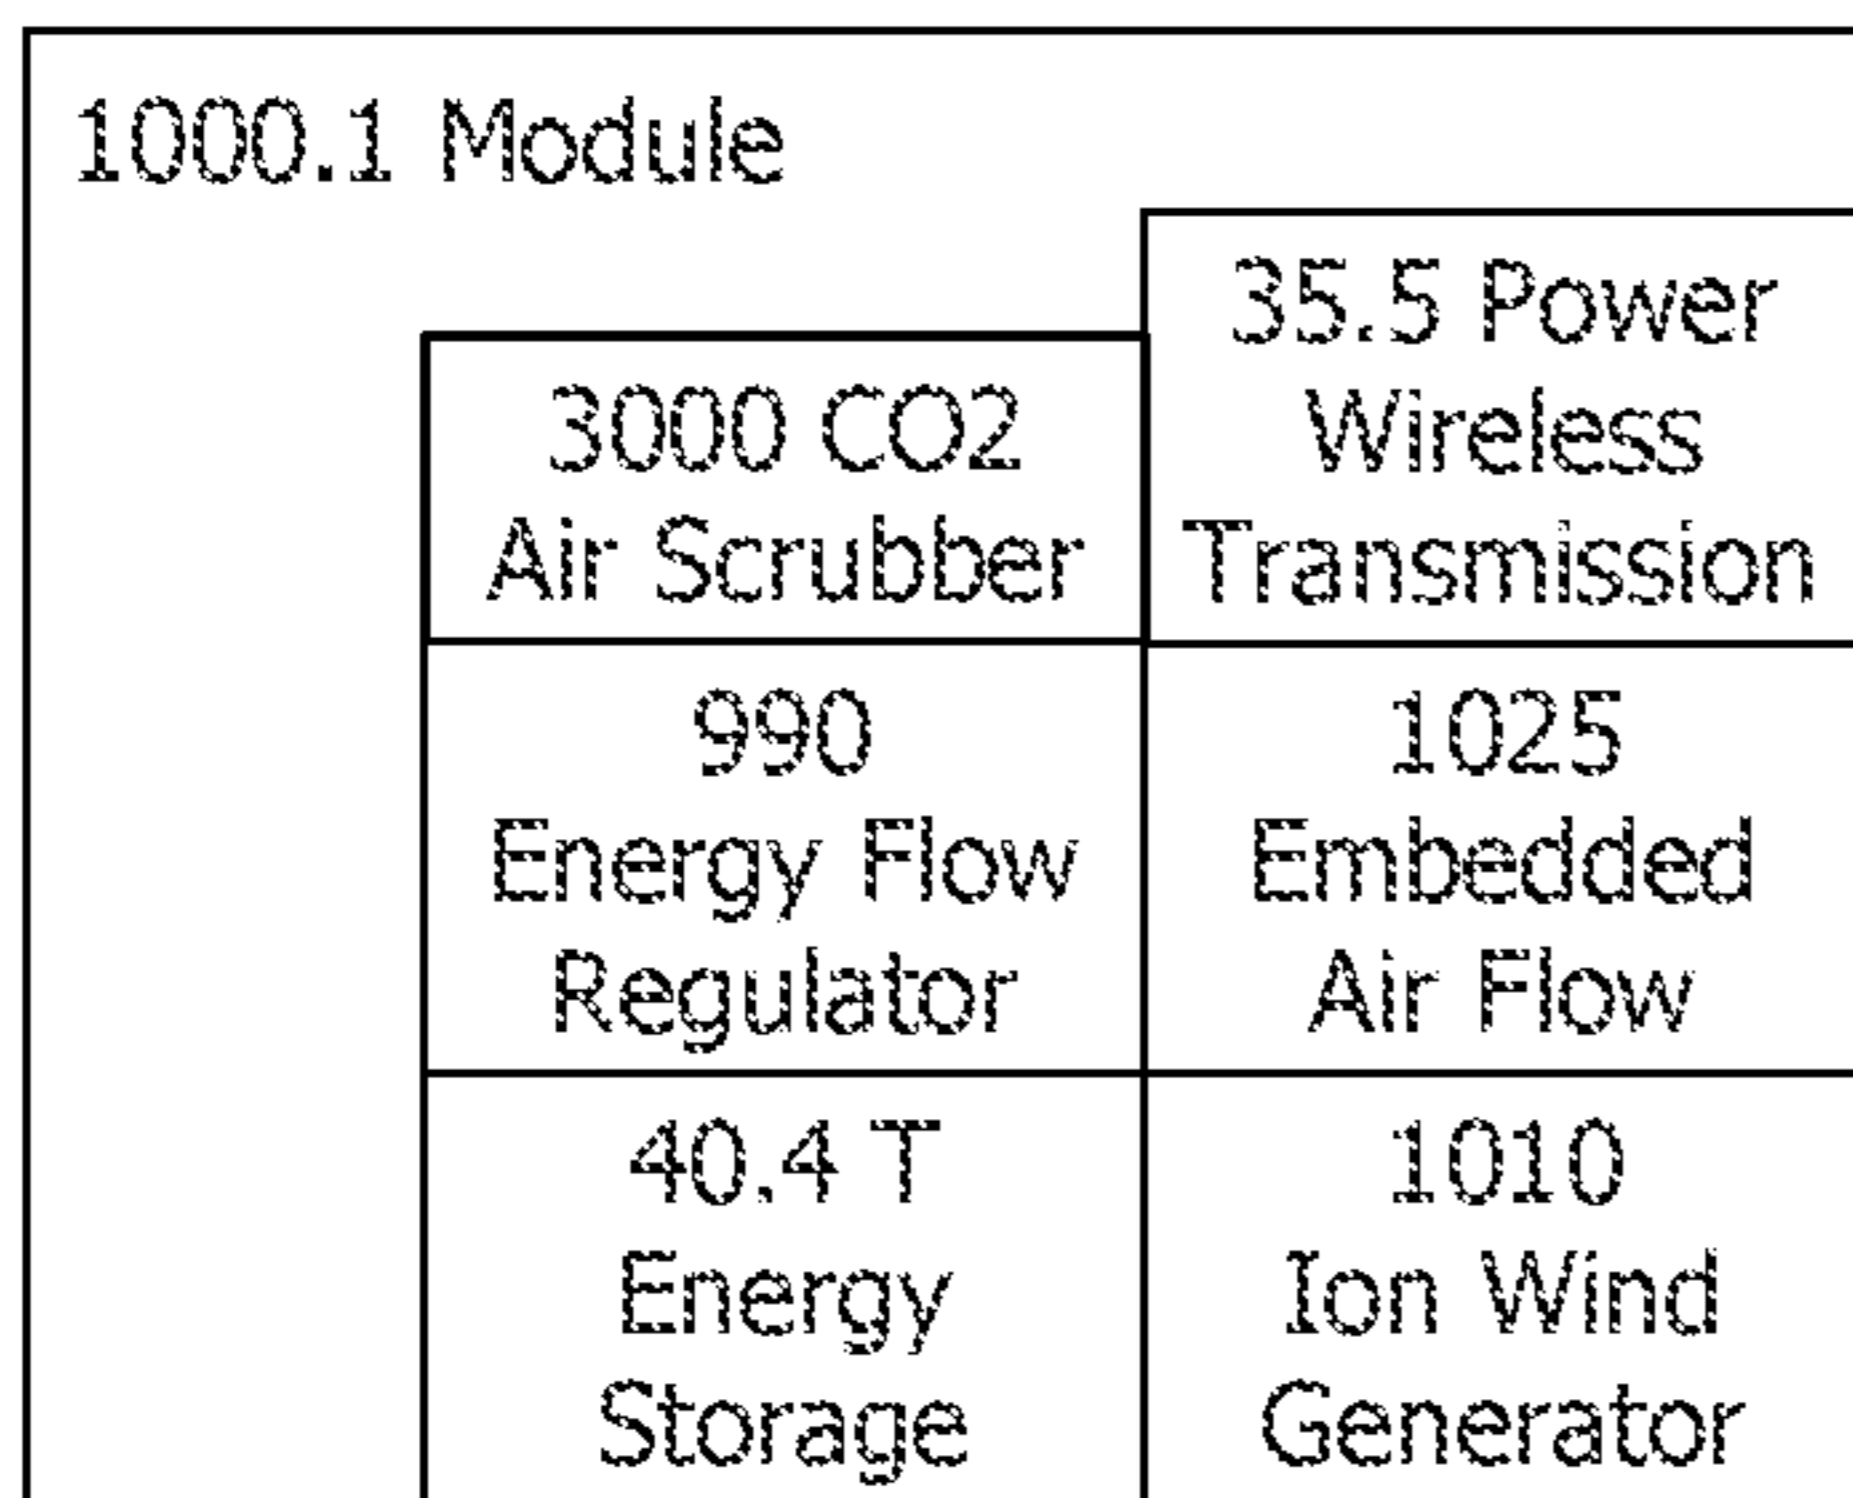 1000.1 Module
35.5 Power
Wireless
Transmission
3000 CO2
Air Scrubber
990
Energy Flow
Regulator
1025
Embedded
Air Flow
40.4 T
Energy
Storage
1010
Ion Wind
Generator